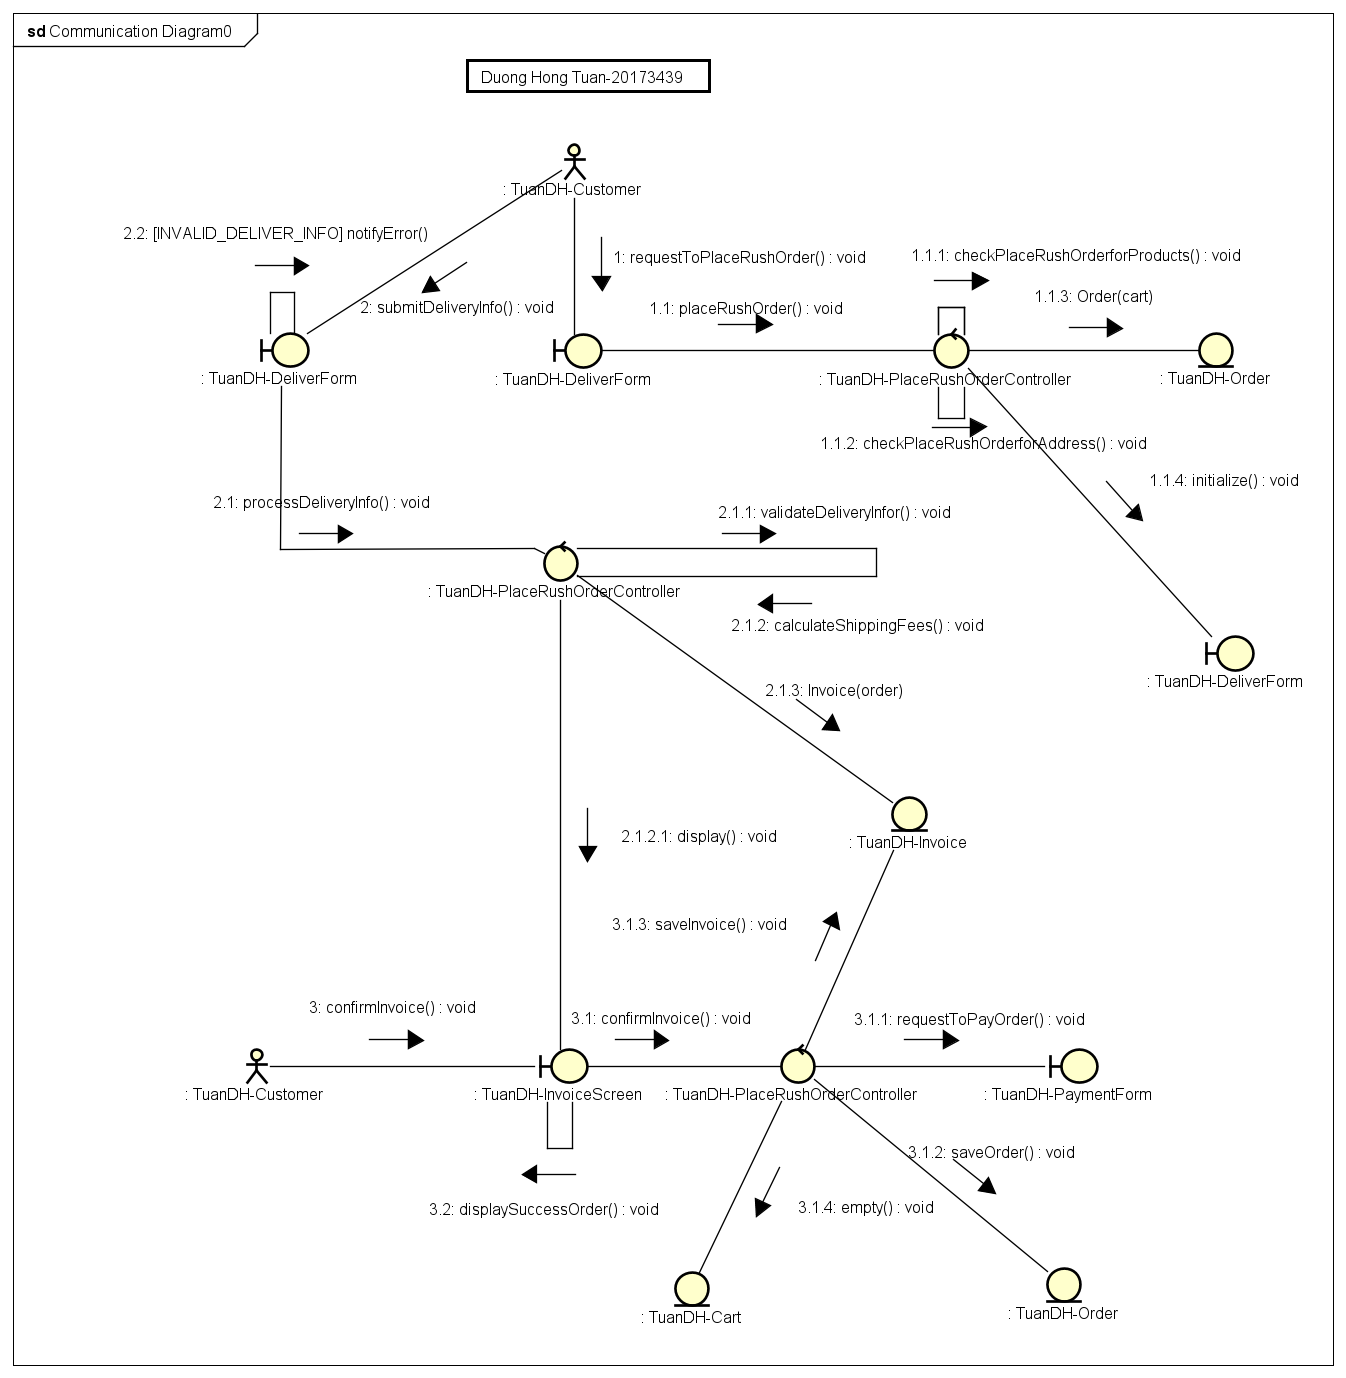 sd Communication Diagram0
Duong Hong Tuan-20173439
: TuanDH-Customer
2.2: [INVALID_DELIVER_INFO] notifyError()
1: requestToPlaceRushOrder() : void
1.1.1: checkPlaceRushOrderforProducts() : void
2: submitDeliveryInfo() : void
1.1: placeRushOrder() : void
1.1.3: Order(cart)
: TuanDH-DeliverForm
: TuanDH-DeliverForm
: TuanDH-PlaceRushOrderController
: TuanDH-Order
1.1.2: checkPlaceRushOrderforAddress() : void
1.1.4: initialize() : void
2.1: processDeliveryInfo() : void
2.1.1: validateDeliveryInfor() : void
: TuanDH-PlaceRushOrderController
2.1.2: calculateShippingFees() : void
: TuanDH-DeliverForm
2.1.3: Invoice(order)
2.1.2.1: display() : void
: TuanDH-Invoice
3.1.3: saveInvoice() : void
3: confirmInvoice() : void
3.1: confirmInvoice() : void
3.1.1: requestToPayOrder() : void
: TuanDH-Customer
: TuanDH-InvoiceScreen
: TuanDH-PlaceRushOrderController
: TuanDH-PaymentForm
3.1.2: saveOrder() : void
3.2: displaySuccessOrder() : void
3.1.4: empty() : void
: TuanDH-Cart
: TuanDH-Order